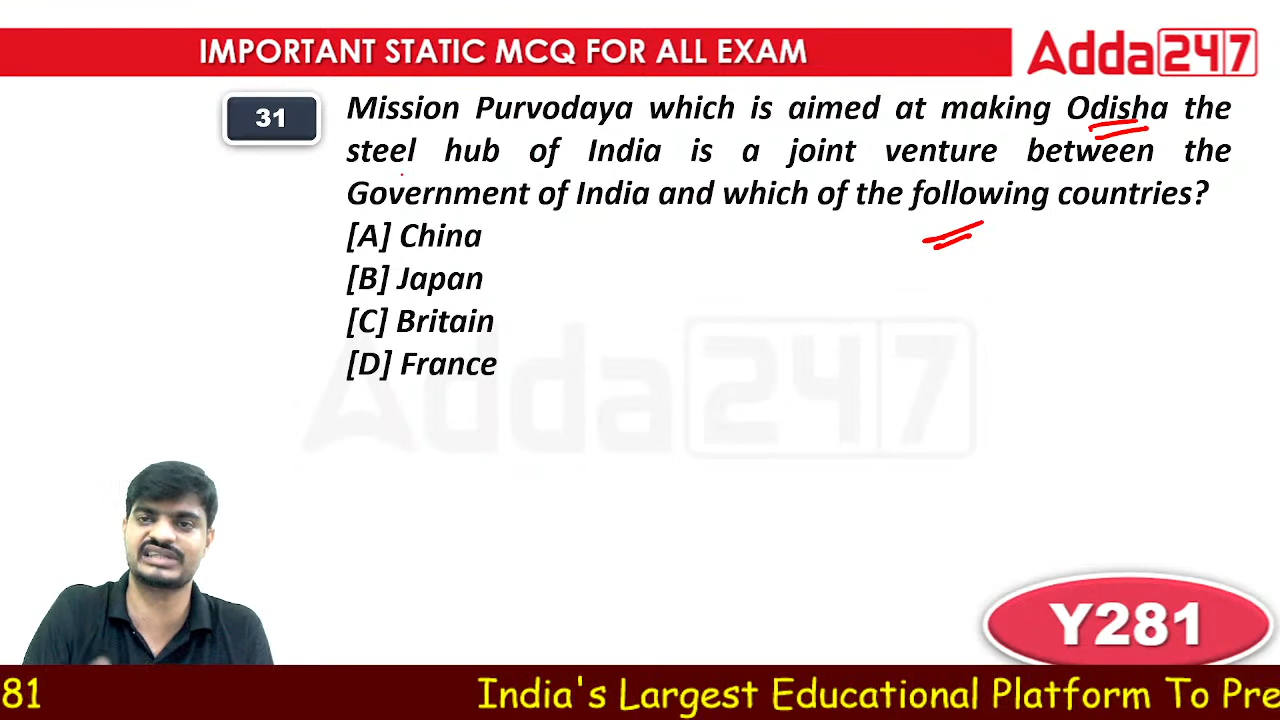 IMPORTANT STATIC MCQ FOR ALL EXAM
Adda247
31
Mission Purvodaya which is aimed at making Odisha the
steel hub of India is a joint venture between the
Government of India and which of the following countries?
[A] China
[B] Japan
[C] Britain
[D] France
Adda247
Y281
81 India's Largest Educational Platform To Pre